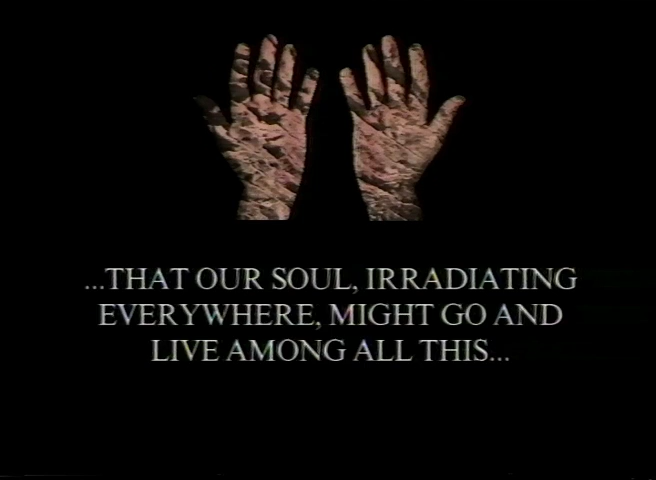 ...THAT OUR SOUL, IRRADIATING
EVERYWHERE, MIGHT GO AND
LIVE AMONG ALL THIS...